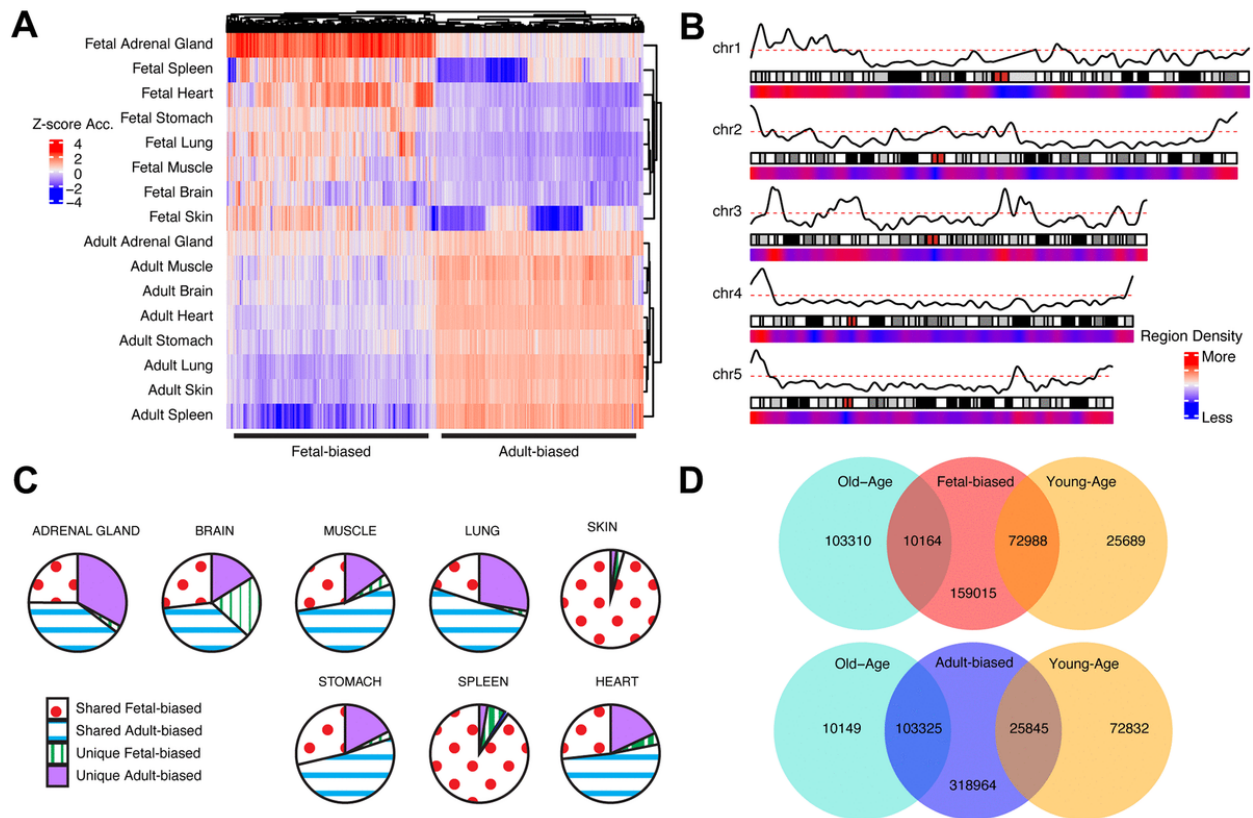 A
Fetal Adrenal Gland
Fetal Spleen
Fetal Heart
Fetal Stomach
Fetal Lung
Fetal Muscle
Fetal Brain
Fetal Skin
Adult Adrenal Gland
Adult Muscle
Adult Brain
Adult Heart
Adult Stomach
Adult Lung
Adult Skin
Adult Spleen
Z-score Acc.
4
2
0
−2
−4
Fetal-biased
Adult-biased
B
chr1
chr2
chr3
chr4
chr5
Region Density
More
Less
C
ADRENAL GLAND
BRAIN
MUSCLE
LUNG
SKIN
STOMACH
SPLEEN
HEART
Shared Fetal-biased
Shared Adult-biased
Unique Fetal-biased
Unique Adult-biased
D
Old−Age
Fetal-biased
Young-Age
103310
10164
72988
25689
159015
Old-Age
Adult-biased
Young-Age
10149
103325
25845
72832
318964